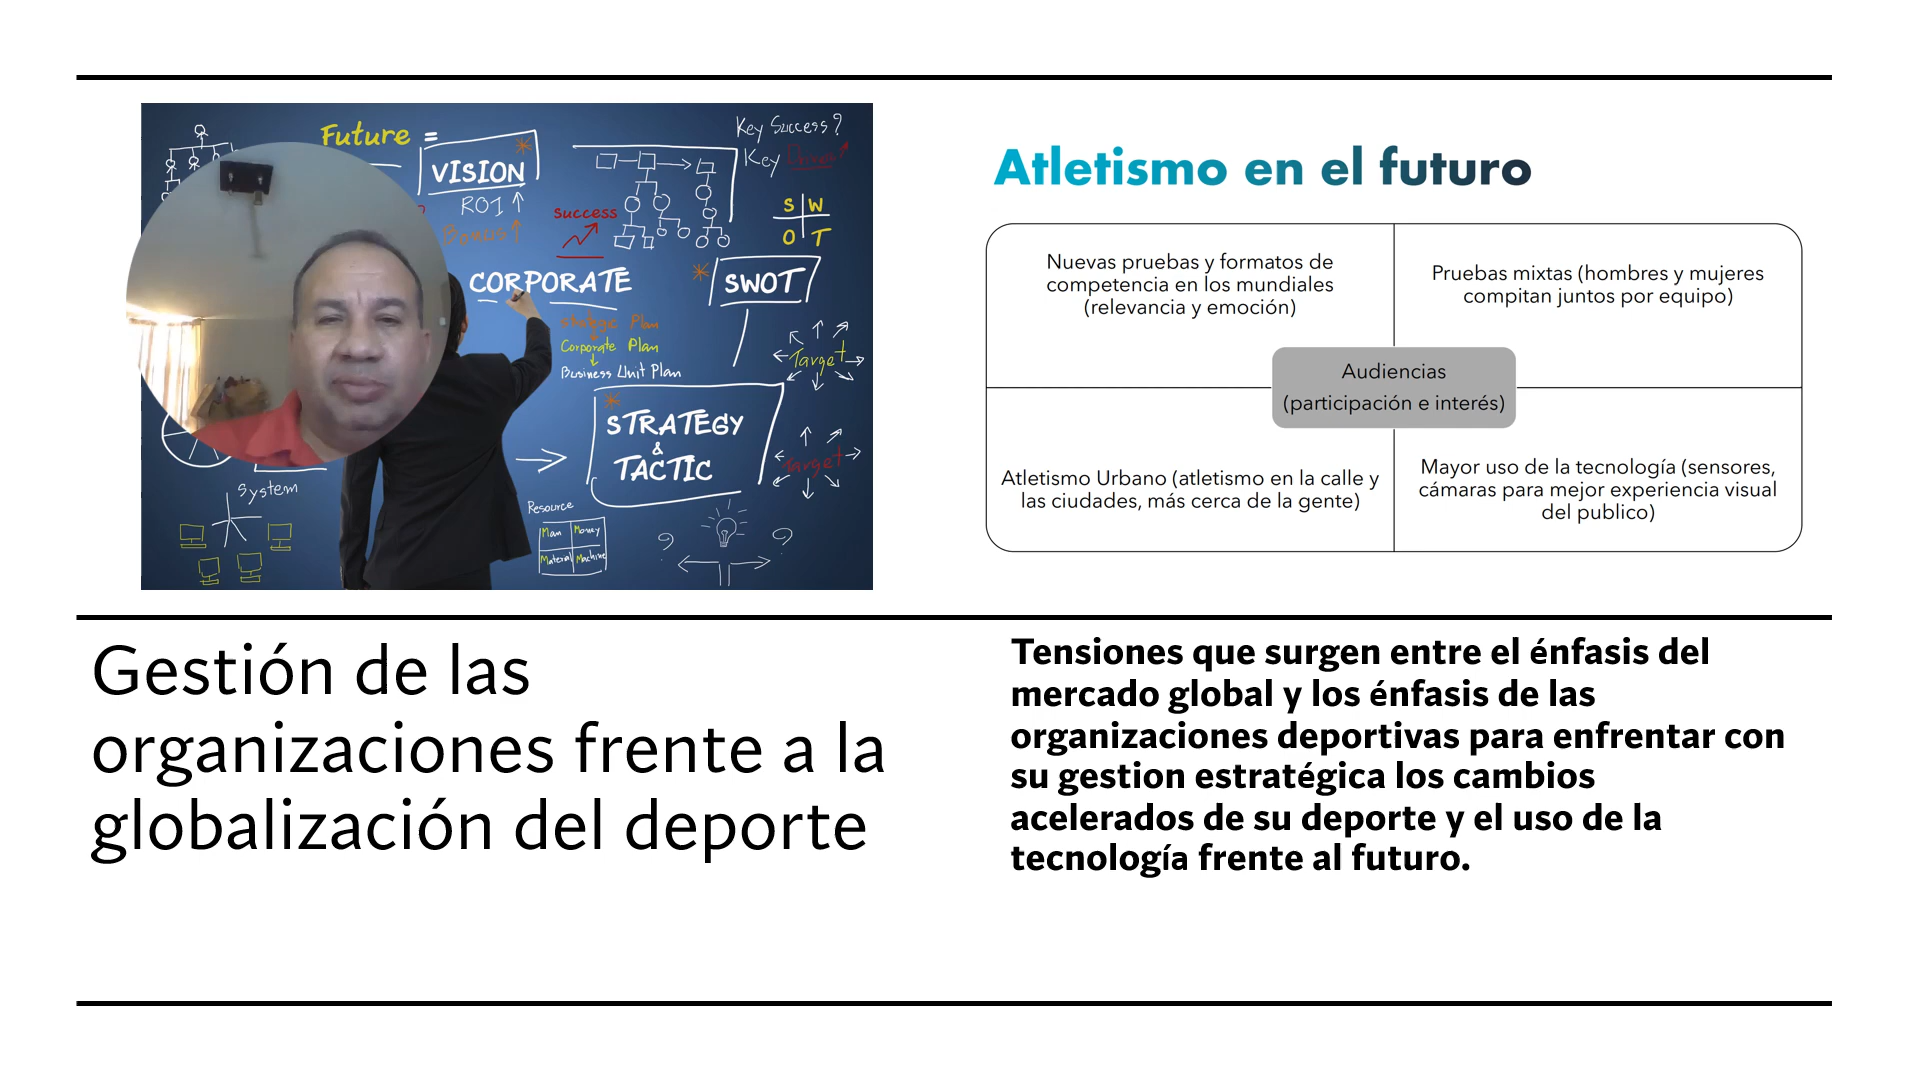 Future =
VISION
ROI
Bonus
success
Key Success?
Key Driver
S W
O T
CORPORATE
SWOT
Strategic Plan
Corporate Plan
Business Unit Plan
Target
STRATEGY
&
TACTIC
Target
System
Resource
Man Money
Material Machine
? ?
Atletismo en el futuro
Nuevas pruebas y formatos de
competencia en los mundiales
(relevancia y emoción)
Pruebas mixtas (hombres y mujeres
compitan juntos por equipo)
Audiencias
(participación e interés)
Atletismo Urbano (atletismo en la calle y
las ciudades, más cerca de la gente)
Mayor uso de la tecnología (sensores,
cámaras para mejor experiencia visual
del publico)
Gestión de las
organizaciones frente a la
globalización del deporte
Tensiones que surgen entre el énfasis del
mercado global y los énfasis de las
organizaciones deportivas para enfrentar con
su gestion estratégica los cambios
acelerados de su deporte y el uso de la
tecnología frente al futuro.